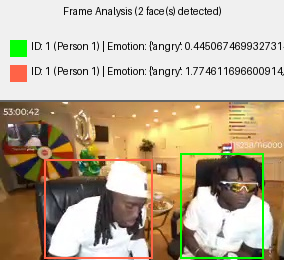 Frame Analysis (2 face(s) detected)
ID: 1 (Person 1) | Emotion: {'angry': 0.445067469932731
ID: 1 (Person 1) | Emotion: {'angry': 1.774611696600914,
53:00:42